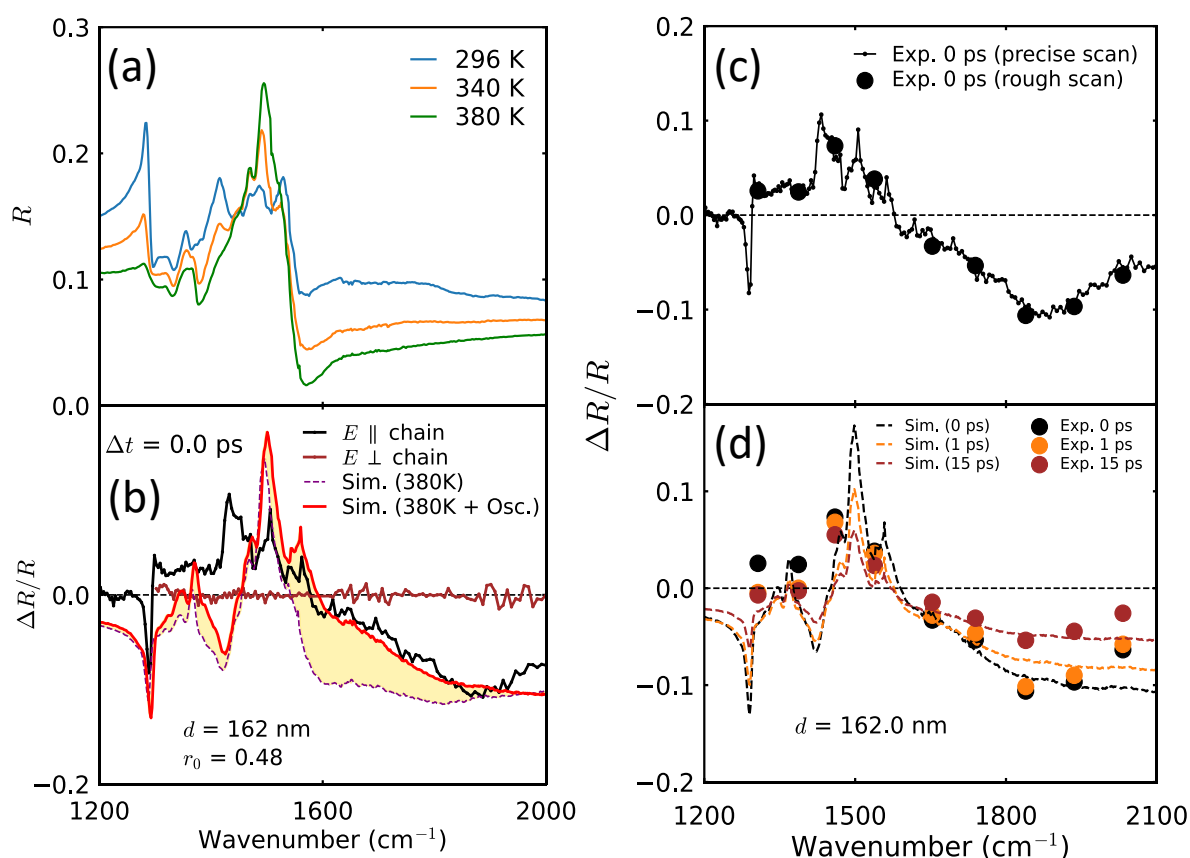 0.3
(a)
296 K
340 K
380 K
0.2
R
0.1
0.0
Δt = 0.0 ps
E ∥ chain
E ⊥ chain
(b)
Sim. (380K)
Sim. (380K + Osc.)
0.0
ΔR/R
d = 162 nm
r₀ = 0.48
−0.2
1200 1600 2000
Wavenumber (cm⁻¹)
0.2
(c)
Exp. 0 ps (precise scan)
Exp. 0 ps (rough scan)
0.1
0.0
−0.1
−0.2
ΔR/R
(d)
Sim. (0 ps) Exp. 0 ps
Sim. (1 ps) Exp. 1 ps
Sim. (15 ps) Exp. 15 ps
0.1
0.0
−0.1
d = 162.0 nm
−0.2
1200 1500 1800 2100
Wavenumber (cm⁻¹)